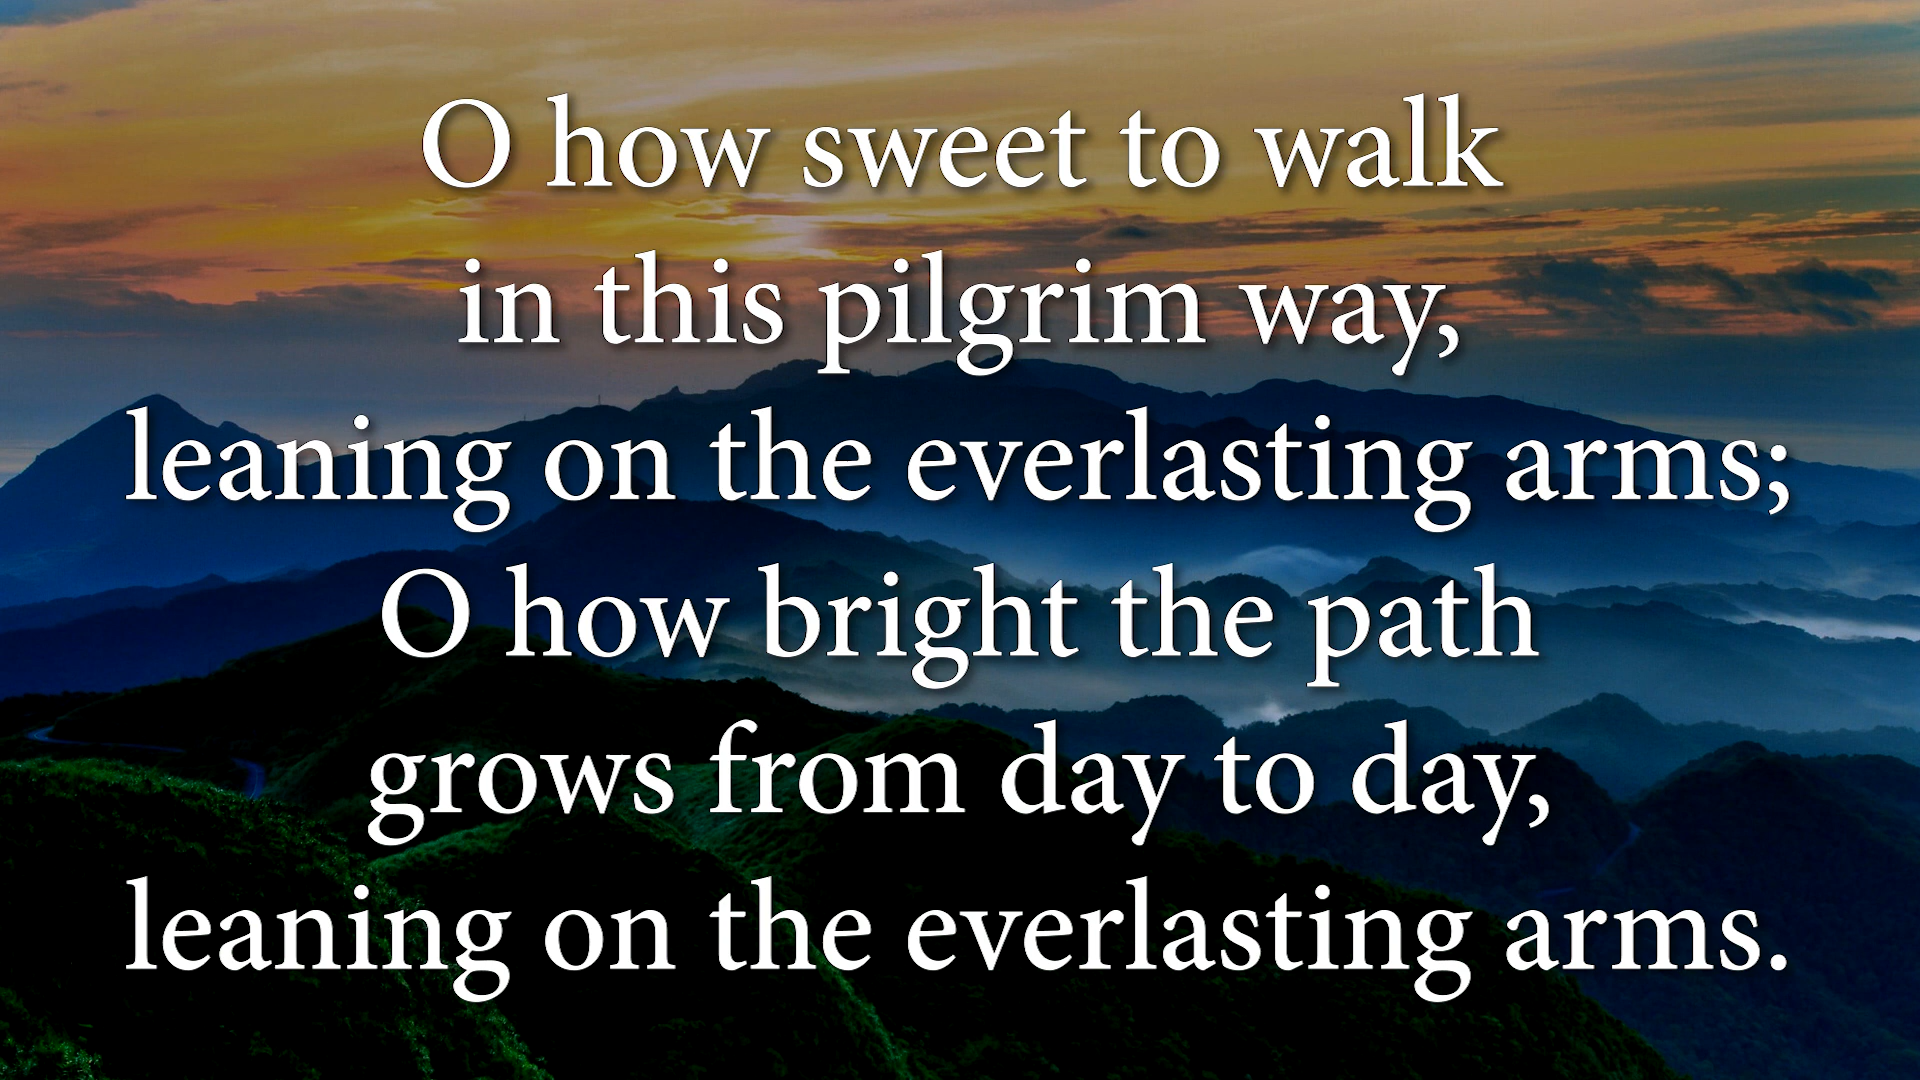 O how sweet to walk
in this pilgrim way,
leaning on the everlasting arms;
O how bright the path
grows from day to day,
leaning on the everlasting arms.